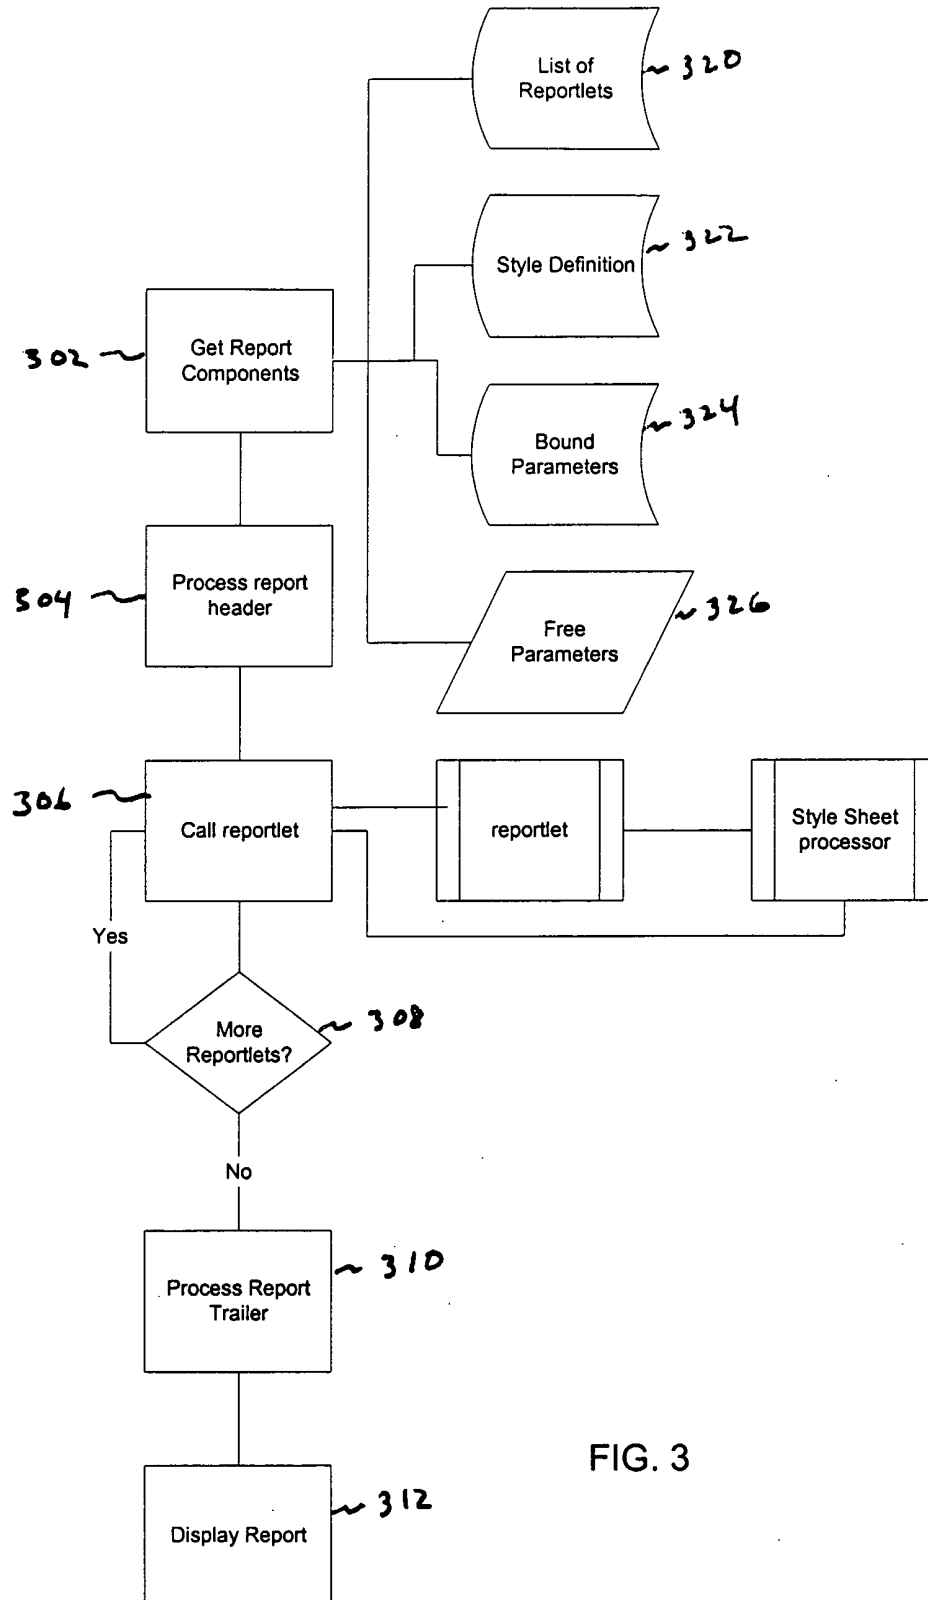 List of
Reportlets
320
Style Definition
322
302
Get Report
Components
Bound
Parameters
324
304
Process report
header
Free
Parameters
326
306
Call reportlet
reportlet
Style Sheet
processor
Yes
More
Reportlets?
308
No
Process Report
Trailer
310
Display Report
312
FIG. 3